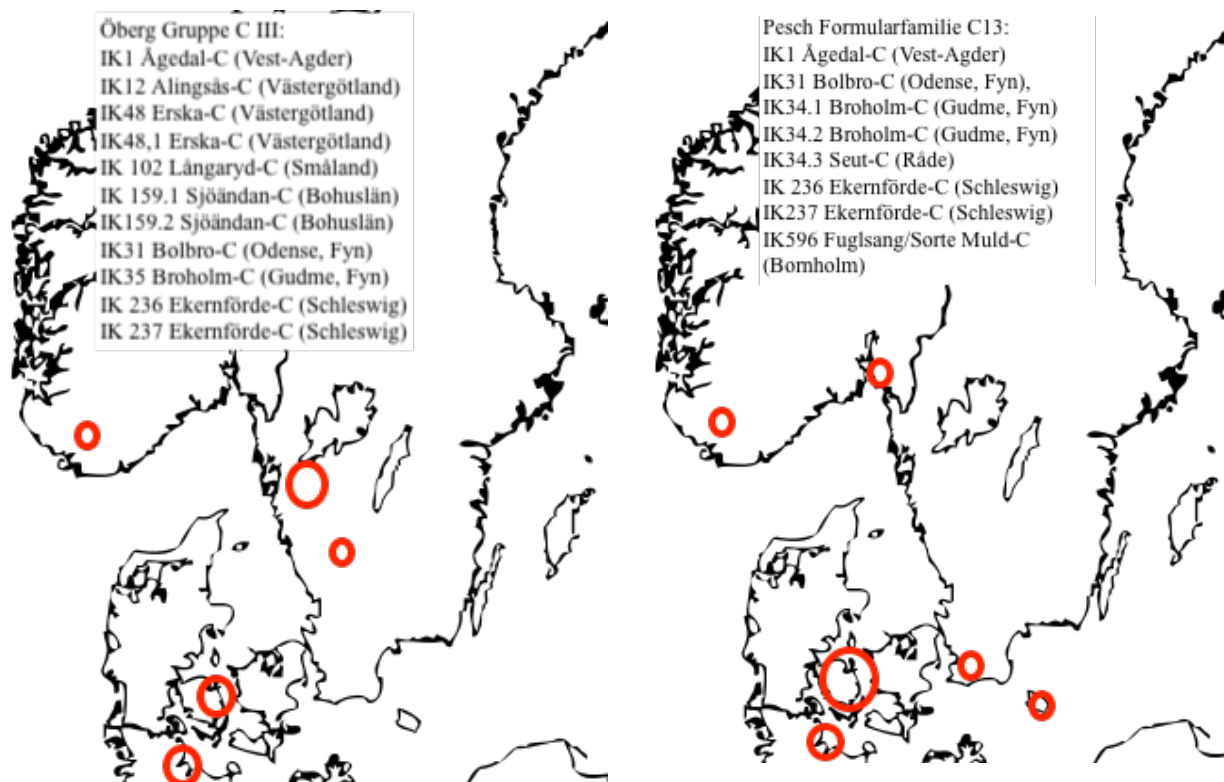 Öberg Gruppe C III:
IK1 Ågedal-C (Vest-Agder)
IK12 Alingsås-C (Västergötland)
IK48 Erska-C (Västergötland)
IK48,1 Erska-C (Västergötland)
IK 102 Långaryd-C (Småland)
IK 159.1 Sjöändan-C (Bohuslän)
IK159.2 Sjöändan-C (Bohuslän)
IK31 Bolbro-C (Odense, Fyn)
IK35 Broholm-C (Gudme, Fyn)
IK 236 Ekernförde-C (Schleswig)
IK 237 Ekernförde-C (Schleswig)
Pesch Formularfamilie C13:
IK1 Ågedal-C (Vest-Agder)
IK31 Bolbro-C (Odense, Fyn),
IK34.1 Broholm-C (Gudme, Fyn)
IK34.2 Broholm-C (Gudme, Fyn)
IK34.3 Seut-C (Råde)
IK 236 Ekernförde-C (Schleswig)
IK237 Ekernförde-C (Schleswig)
IK596 Fuglsang/Sorte Muld-C
(Bornholm)